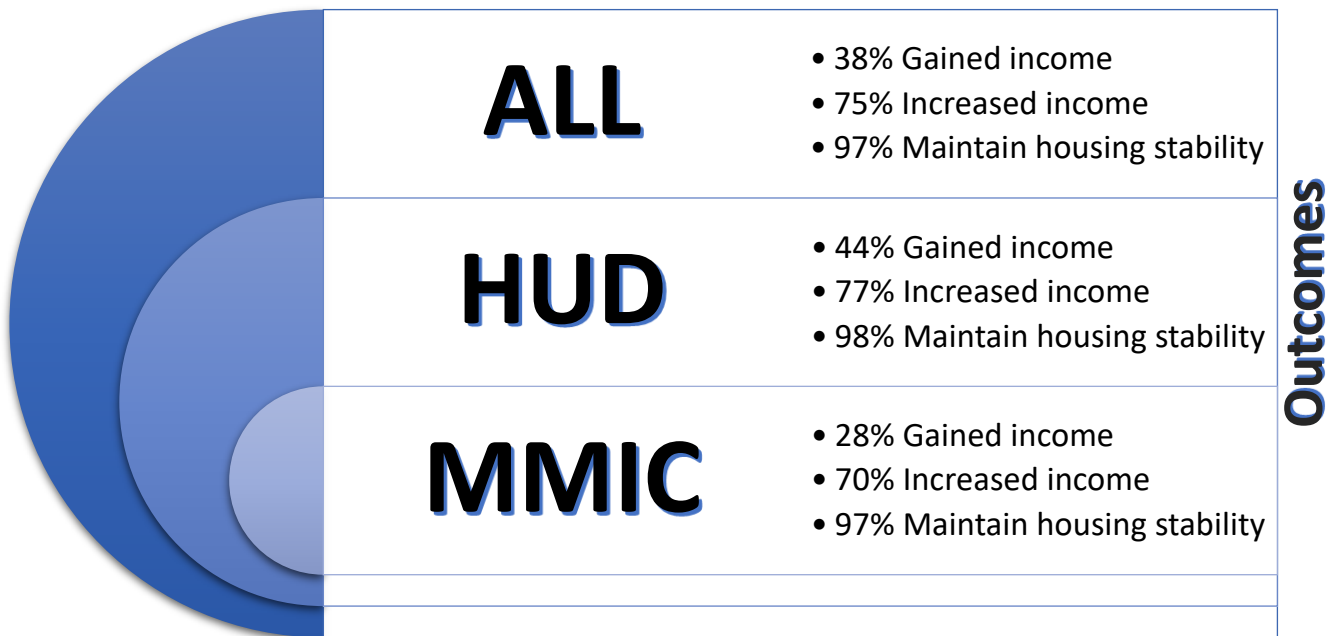 ALL
• 38% Gained income
• 75% Increased income
• 97% Maintain housing stability
HUD
• 44% Gained income
• 77% Increased income
• 98% Maintain housing stability
MMIC
• 28% Gained income
• 70% Increased income
• 97% Maintain housing stability
Outcomes